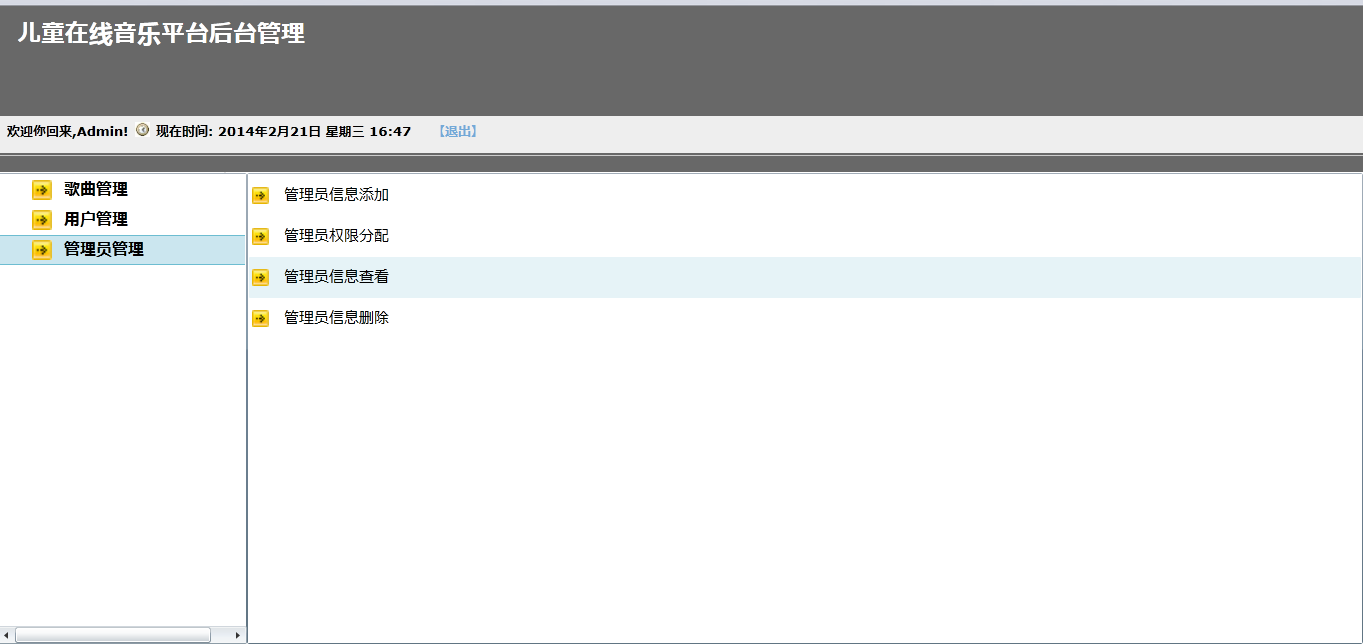 儿童在线音乐平台后台管理
欢迎你回来,Admin! 现在时间: 2014年2月21日 星期三 16:47 【退出】
歌曲管理
用户管理
管理员管理
管理员信息添加
管理员权限分配
管理员信息查看
管理员信息删除